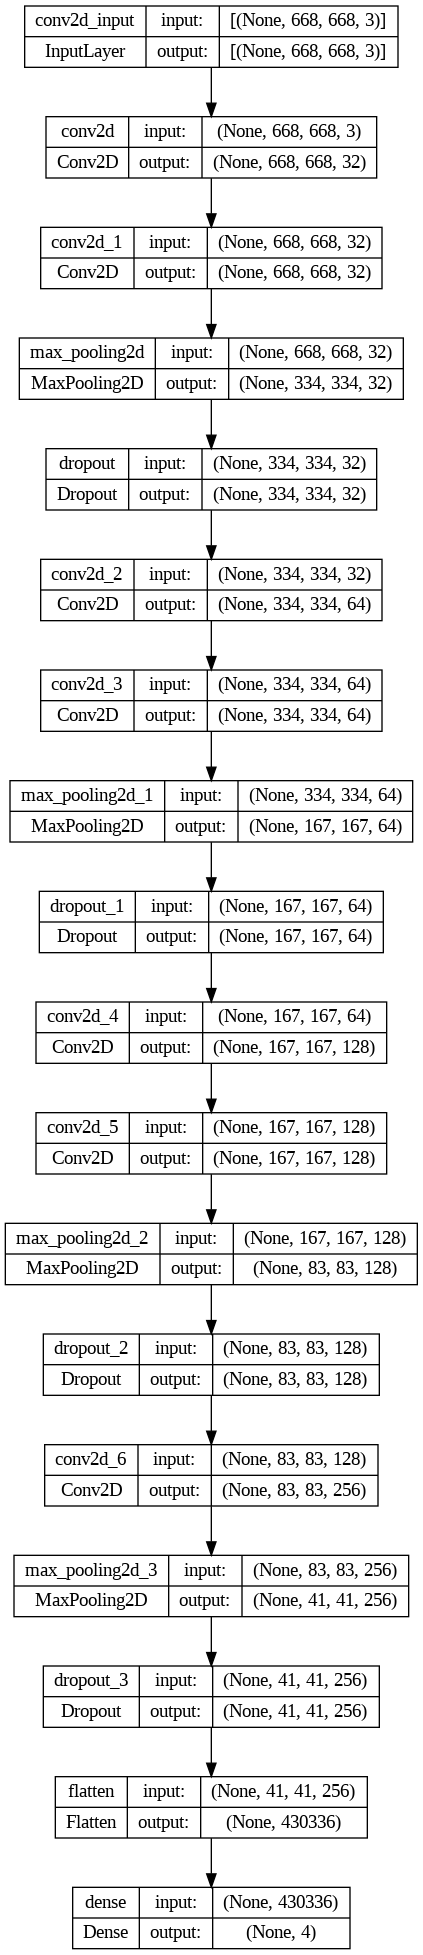 conv2d_input input: [(None, 668, 668, 3)]
InputLayer output: [(None, 668, 668, 3)]
conv2d input: (None, 668, 668, 3)
Conv2D output: (None, 668, 668, 32)
conv2d_1 input: (None, 668, 668, 32)
Conv2D output: (None, 668, 668, 32)
max_pooling2d input: (None, 668, 668, 32)
MaxPooling2D output: (None, 334, 334, 32)
dropout input: (None, 334, 334, 32)
Dropout output: (None, 334, 334, 32)
conv2d_2 input: (None, 334, 334, 32)
Conv2D output: (None, 334, 334, 64)
conv2d_3 input: (None, 334, 334, 64)
Conv2D output: (None, 334, 334, 64)
max_pooling2d_1 input: (None, 334, 334, 64)
MaxPooling2D output: (None, 167, 167, 64)
dropout_1 input: (None, 167, 167, 64)
Dropout output: (None, 167, 167, 64)
conv2d_4 input: (None, 167, 167, 64)
Conv2D output: (None, 167, 167, 128)
conv2d_5 input: (None, 167, 167, 128)
Conv2D output: (None, 167, 167, 128)
max_pooling2d_2 input: (None, 167, 167, 128)
MaxPooling2D output: (None, 83, 83, 128)
dropout_2 input: (None, 83, 83, 128)
Dropout output: (None, 83, 83, 128)
conv2d_6 input: (None, 83, 83, 128)
Conv2D output: (None, 83, 83, 256)
max_pooling2d_3 input: (None, 83, 83, 256)
MaxPooling2D output: (None, 41, 41, 256)
dropout_3 input: (None, 41, 41, 256)
Dropout output: (None, 41, 41, 256)
flatten input: (None, 41, 41, 256)
Flatten output: (None, 430336)
dense input: (None, 430336)
Dense output: (None, 4)